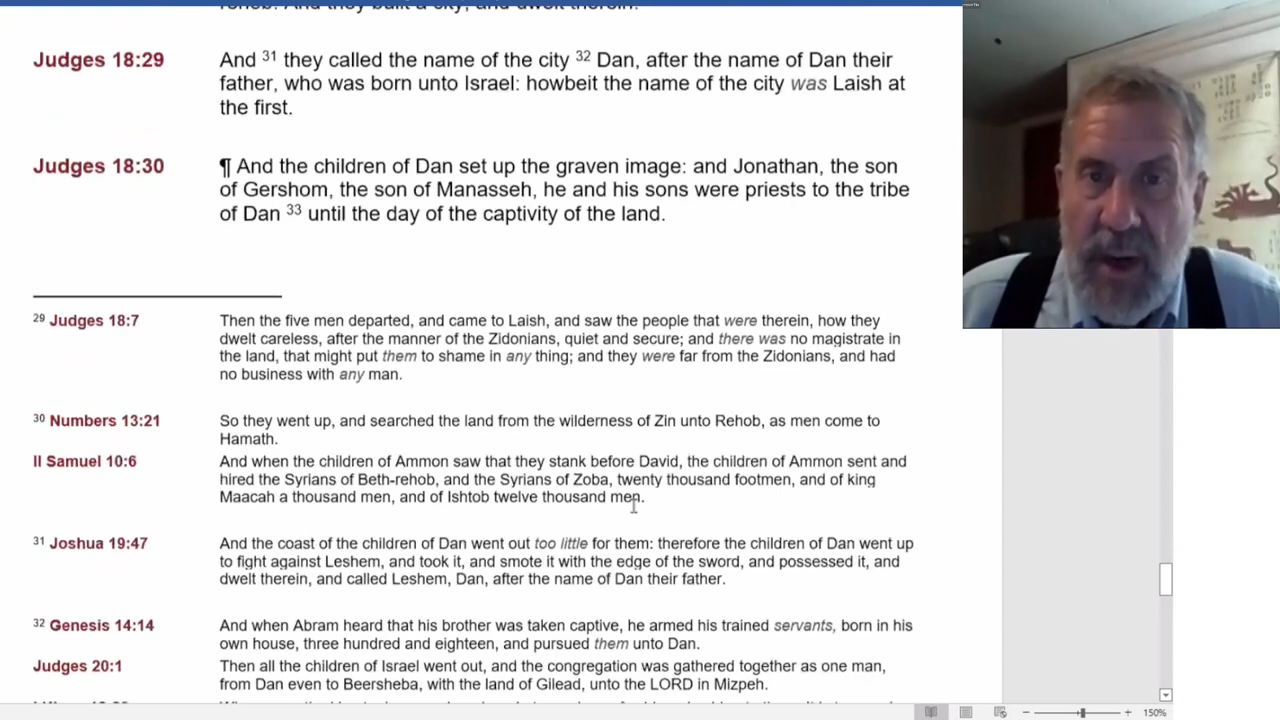 Judges 18:29 And 31 they called the name of the city 32 Dan, after the name of Dan their
father, who was born unto Israel: howbeit the name of the city was Laish at
the first.
Judges 18:30 ¶ And the children of Dan set up the graven image: and Jonathan, the son
of Gershom, the son of Manasseh, he and his sons were priests to the tribe
of Dan 33 until the day of the captivity of the land.
29 Judges 18:7 Then the five men departed, and came to Laish, and saw the people that were therein, how they
dwelt careless, after the manner of the Zidonians, quiet and secure; and there was no magistrate in
the land, that might put them to shame in any thing; and they were far from the Zidonians, and had
no business with any man.
30 Numbers 13:21 So they went up, and searched the land from the wilderness of Zin unto Rehob, as men come to
Hamath.
II Samuel 10:6 And when the children of Ammon saw that they stank before David, the children of Ammon sent and
hired the Syrians of Beth-rehob, and the Syrians of Zoba, twenty thousand footmen, and of king
Maacah a thousand men, and of Ishtob twelve thousand men.
31 Joshua 19:47 And the coast of the children of Dan went out too little for them: therefore the children of Dan went up
to fight against Leshem, and took it, and smote it with the edge of the sword, and possessed it, and
dwelt therein, and called Leshem, Dan, after the name of Dan their father.
32 Genesis 14:14 And when Abram heard that his brother was taken captive, he armed his trained servants, born in his
own house, three hundred and eighteen, and pursued them unto Dan.
Judges 20:1 Then all the children of Israel went out, and the congregation was gathered together as one man,
from Dan even to Beersheba, with the land of Gilead, unto the LORD in Mizpeh.
150%